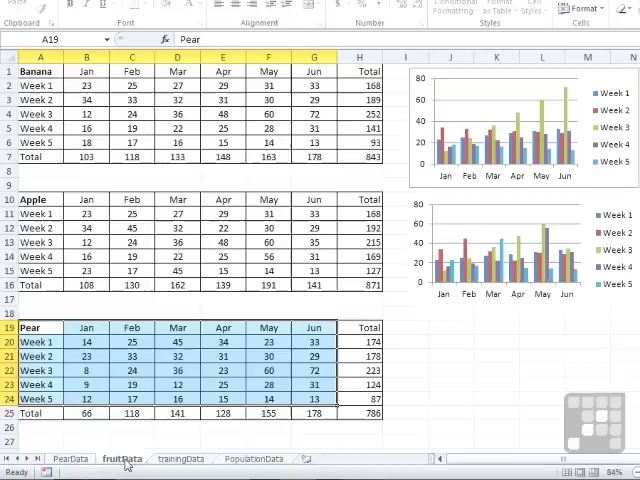 Clipboard Font Alignment Number Styles Cells
Conditional Formatting Format as Table Cell Styles Format
A19 fx Pear
A B C D E F G H I J K L M N
1 Banana Jan Feb Mar Apr May Jun Total
2 Week 1 23 25 27 29 31 33 168
3 Week 2 34 33 32 31 30 29 189
4 Week 3 12 24 36 48 60 72 252
5 Week 4 16 19 22 25 28 31 141
6 Week 5 18 17 16 15 14 13 93
7 Total 103 118 133 148 163 178 843
8
9
10 Apple Jan Feb Mar Apr May Jun Total
11 Week 1 23 25 27 29 31 33 168
12 Week 2 34 45 32 22 30 29 192
13 Week 3 12 24 36 48 60 35 215
14 Week 4 16 19 22 25 56 31 169
15 Week 5 23 17 45 15 14 13 127
16 Total 108 130 162 139 191 141 871
17
18
19 Pear Jan Feb Mar Apr May Jun Total
20 Week 1 14 25 45 34 23 33 174
21 Week 2 23 33 32 31 30 29 178
22 Week 3 8 24 36 23 60 72 223
23 Week 4 9 19 12 25 28 31 124
24 Week 5 12 17 16 15 14 13 87
25 Total 66 118 141 128 155 178 786
26
27
80
60
40
20
0
Jan Feb Mar Apr May Jun
Week 1
Week 2
Week 3
Week 4
Week 5
80
60
40
20
0
Jan Feb Mar Apr May Jun
Week 1
Week 2
Week 3
Week 4
Week 5
PearData fruitData trainingData PopulationData
Ready 84%